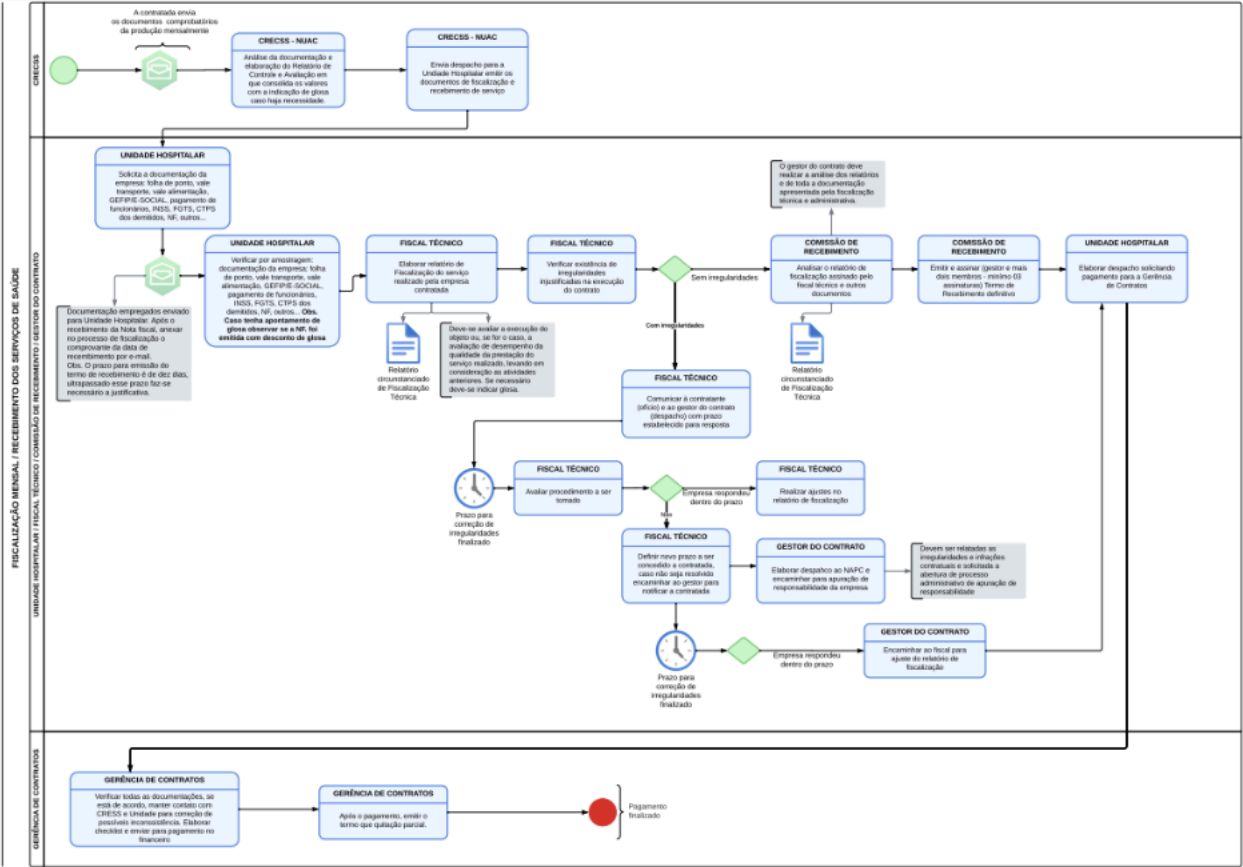 FISCALIZAÇÃO MENSAL / RECEBIMENTO DOS SERVIÇOS DE SAÚDE
CRECSS
A contratada envia
os documentos comprobatórios
da produção mensalmente
CRECSS - NUAC
Análise da documentação e
elaboração do Relatório de
Controle e Avaliação em
que consolida os valores
com a indicação de glosa
caso haja necessidade.
CRECSS - NUAC
Envia despacho para a
Unidade Hospitalar emitir os
documentos de fiscalização e
recebimento de serviço
UNIDADE HOSPITALAR / FISCAL TÉCNICO / COMISSÃO DE RECEBIMENTO / GESTOR DO CONTRATO
UNIDADE HOSPITALAR
Solicita a documentação da
empresa: folha de ponto, vale
transporte, vale alimentação,
GEFIP/E-SOCIAL, pagamento de
funcionários, INSS, FGTS, CTPS
dos demitidos, NF, outros...
Documentação empregados enviado
para Unidade Hospitalar. Após o
recebimento da Nota fiscal, anexar
no processo de fiscalização o
comprovante da data de
recembimento por e-mail.
Obs. O prazo para emissão do
termo de recebimento é de dez dias,
ultrapassado esse prazo faz-se
necessário a justificativa.
UNIDADE HOSPITALAR
Verificar por amostragem:
documentação da empresa: folha
de ponto, vale transporte, vale
alimentação, GEFIP/E-SOCIAL,
pagamento de funcionários,
INSS, FGTS, CTPS dos
demitidos, NF, outros... Obs.
Caso tenha apontamento de
glosa observar se a NF. foi
emitida com desconto de glosa
FISCAL TÉCNICO
Elaborar relatório de
Fiscalização do serviço
realizado pela empresa
contratada
Relatório
circunstanciado
de Fiscalização
Técnica
Deve-se avaliar a execução do
objeto ou, se for o caso, a
avaliação de desempenho da
qualidade da prestação do
serviço realizado, levando em
consideração as atividades
anteriores. Se necessário
deve-se indicar glosa.
FISCAL TÉCNICO
Verificar existência de
irregularidades
injustificadas na execução
do contrato
Sem irregularidades
Com irregularidades
O gestor do contrato deve
realizar a análise dos relatórios
e de toda a documentação
apresentada pela fiscalização
técnica e administrativa.
COMISSÃO DE
RECEBIMENTO
Analisar o relatório de
fiscalização assinado pelo
fiscal técnico e outros
documentos
Relatório
circunstanciado
de Fiscalização
Técnica
COMISSÃO DE
RECEBIMENTO
Emitir e assinar (gestor e mais
dois membros - mínimo 03
assinaturas) Termo de
Recebimento definitivo
UNIDADE HOSPITALAR
Elaborar despacho solicitando
pagamento para a Gerência
de Contratos
FISCAL TÉCNICO
Comunicar à contratante
(ofício) e ao gestor do contrato
(despacho) com prazo
estabelecido para resposta
Prazo para
correção de
irregularidades
finalizado
FISCAL TÉCNICO
Avaliar procedimento a ser
tomado
Empresa respondeu
dentro do prazo
Não
FISCAL TÉCNICO
Realizar ajustes no
relatório de fiscalização
FISCAL TÉCNICO
Definir novo prazo a ser
concedido a contratada,
caso não seja resolvido
encaminhar ao gestor para
notificar a contratada
GESTOR DO CONTRATO
Elaborar despahco ao NAPC e
encaminhar para apuração de
responsabilidade da empresa
Devem ser relatadas as
irregularidades e infrações
contratuais e solicitada a
abertura de processo
administrativo de apuração de
responsabilidade
Prazo para
correção de
irregularidades
finalizado
Empresa respondeu
dentro do prazo
GESTOR DO CONTRATO
Encaminhar ao fiscal para
ajuste do relatório de
fiscalização
GERÊNCIA DE CONTRATOS
GERÊNCIA DE CONTRATOS
Verificar todas as documentações, se
está de acordo, manter contato com
CRESS e Unidade para correção de
possíveis inconsistência. Elaborar
checklist e enviar para pagamento no
financeiro
GERÊNCIA DE CONTRATOS
Após o pagamento, emitir o
termo que quitação parcial.
Pagamento
finalizado